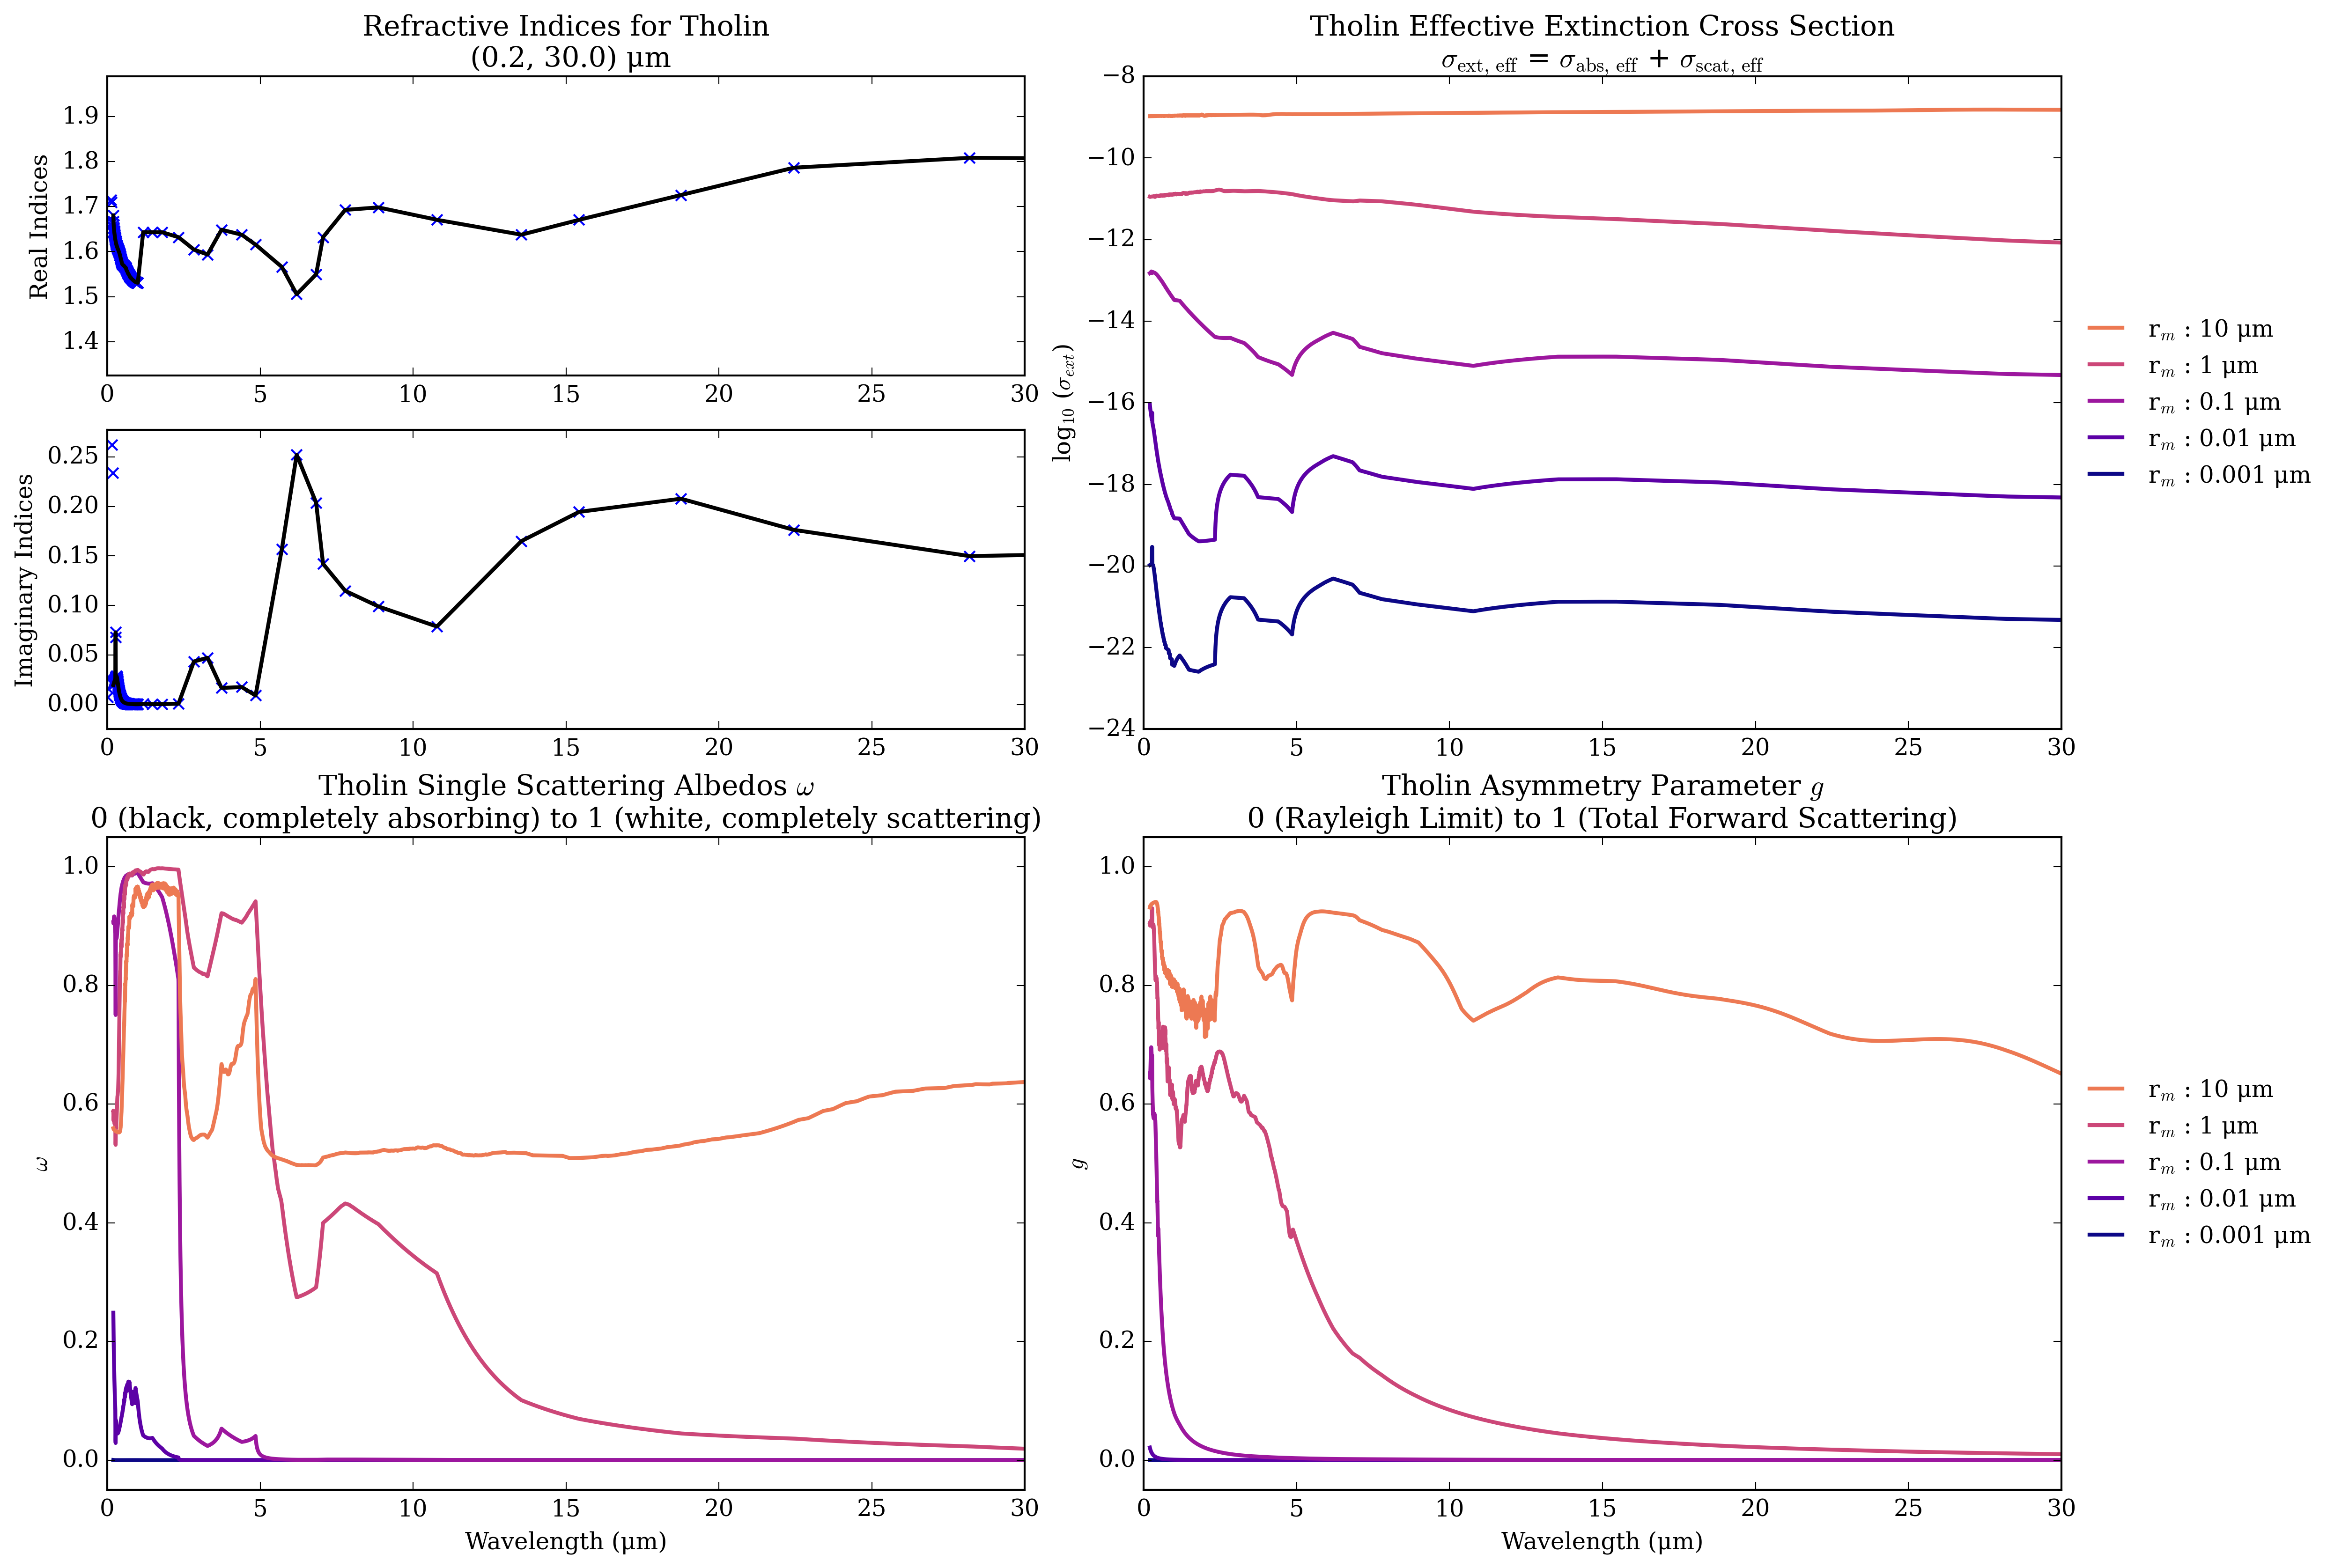 Refractive Indices for Tholin
(0.2, 30.0) µm
Real Indices
1.9
1.8
1.7
1.6
1.5
1.4
0 5 10 15 20 25 30
Imaginary Indices
0.25
0.20
0.15
0.10
0.05
0.00
0 5 10 15 20 25 30
Tholin Effective Extinction Cross Section
σext, eff = σabs, eff + σscat, eff
log10 (σext)
−8
−10
−12
−14
−16
−18
−20
−22
−24
0 5 10 15 20 25 30
rm : 10 µm
rm : 1 µm
rm : 0.1 µm
rm : 0.01 µm
rm : 0.001 µm
Tholin Single Scattering Albedos ω
0 (black, completely absorbing) to 1 (white, completely scattering)
ω
1.0
0.8
0.6
0.4
0.2
0.0
0 5 10 15 20 25 30
Wavelength (µm)
Tholin Asymmetry Parameter g
0 (Rayleigh Limit) to 1 (Total Forward Scattering)
g
1.0
0.8
0.6
0.4
0.2
0.0
0 5 10 15 20 25 30
Wavelength (µm)
rm : 10 µm
rm : 1 µm
rm : 0.1 µm
rm : 0.01 µm
rm : 0.001 µm